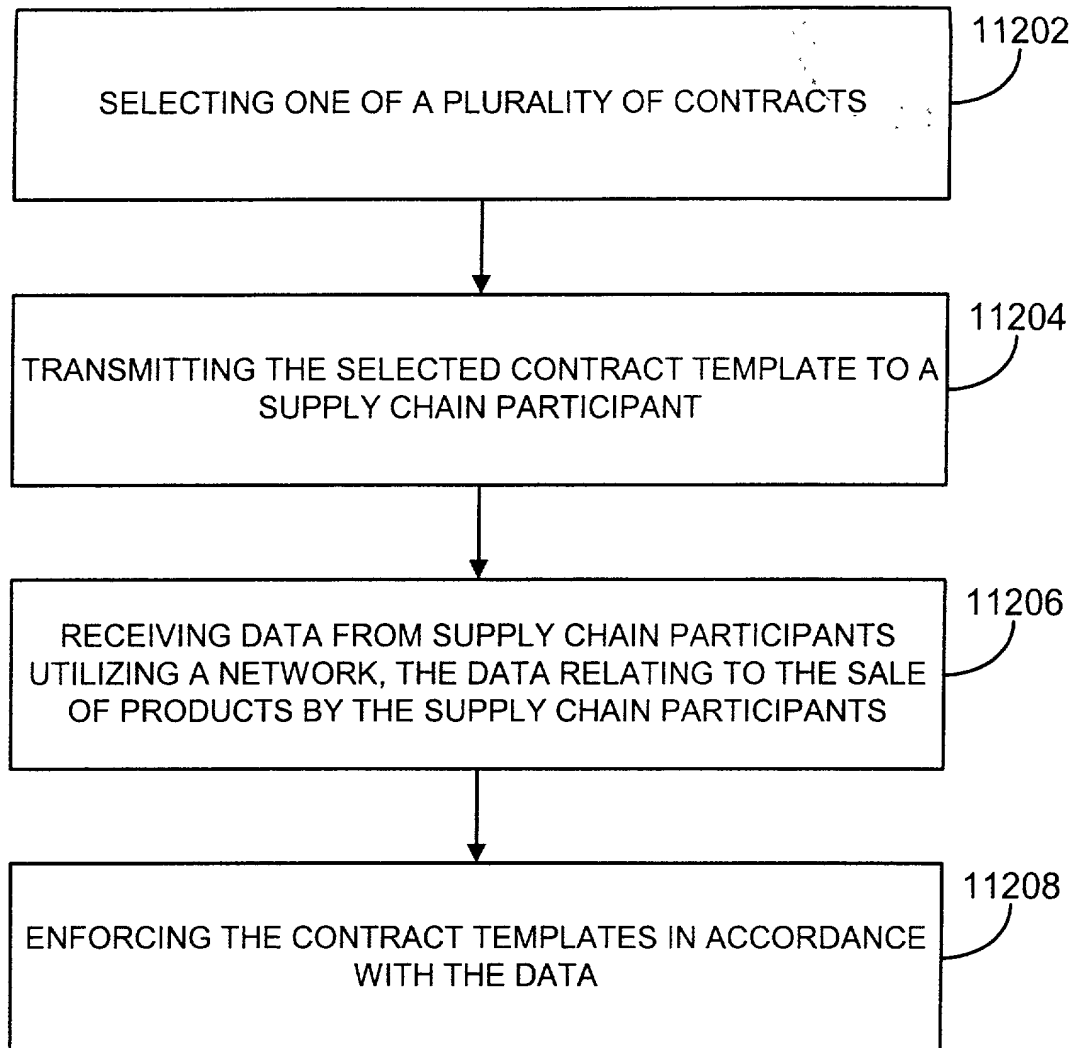 11202
SELECTING ONE OF A PLURALITY OF CONTRACTS
11204
TRANSMITTING THE SELECTED CONTRACT TEMPLATE TO A
SUPPLY CHAIN PARTICIPANT
11206
RECEIVING DATA FROM SUPPLY CHAIN PARTICIPANTS
UTILIZING A NETWORK, THE DATA RELATING TO THE SALE
OF PRODUCTS BY THE SUPPLY CHAIN PARTICIPANTS
11208
ENFORCING THE CONTRACT TEMPLATES IN ACCORDANCE
WITH THE DATA